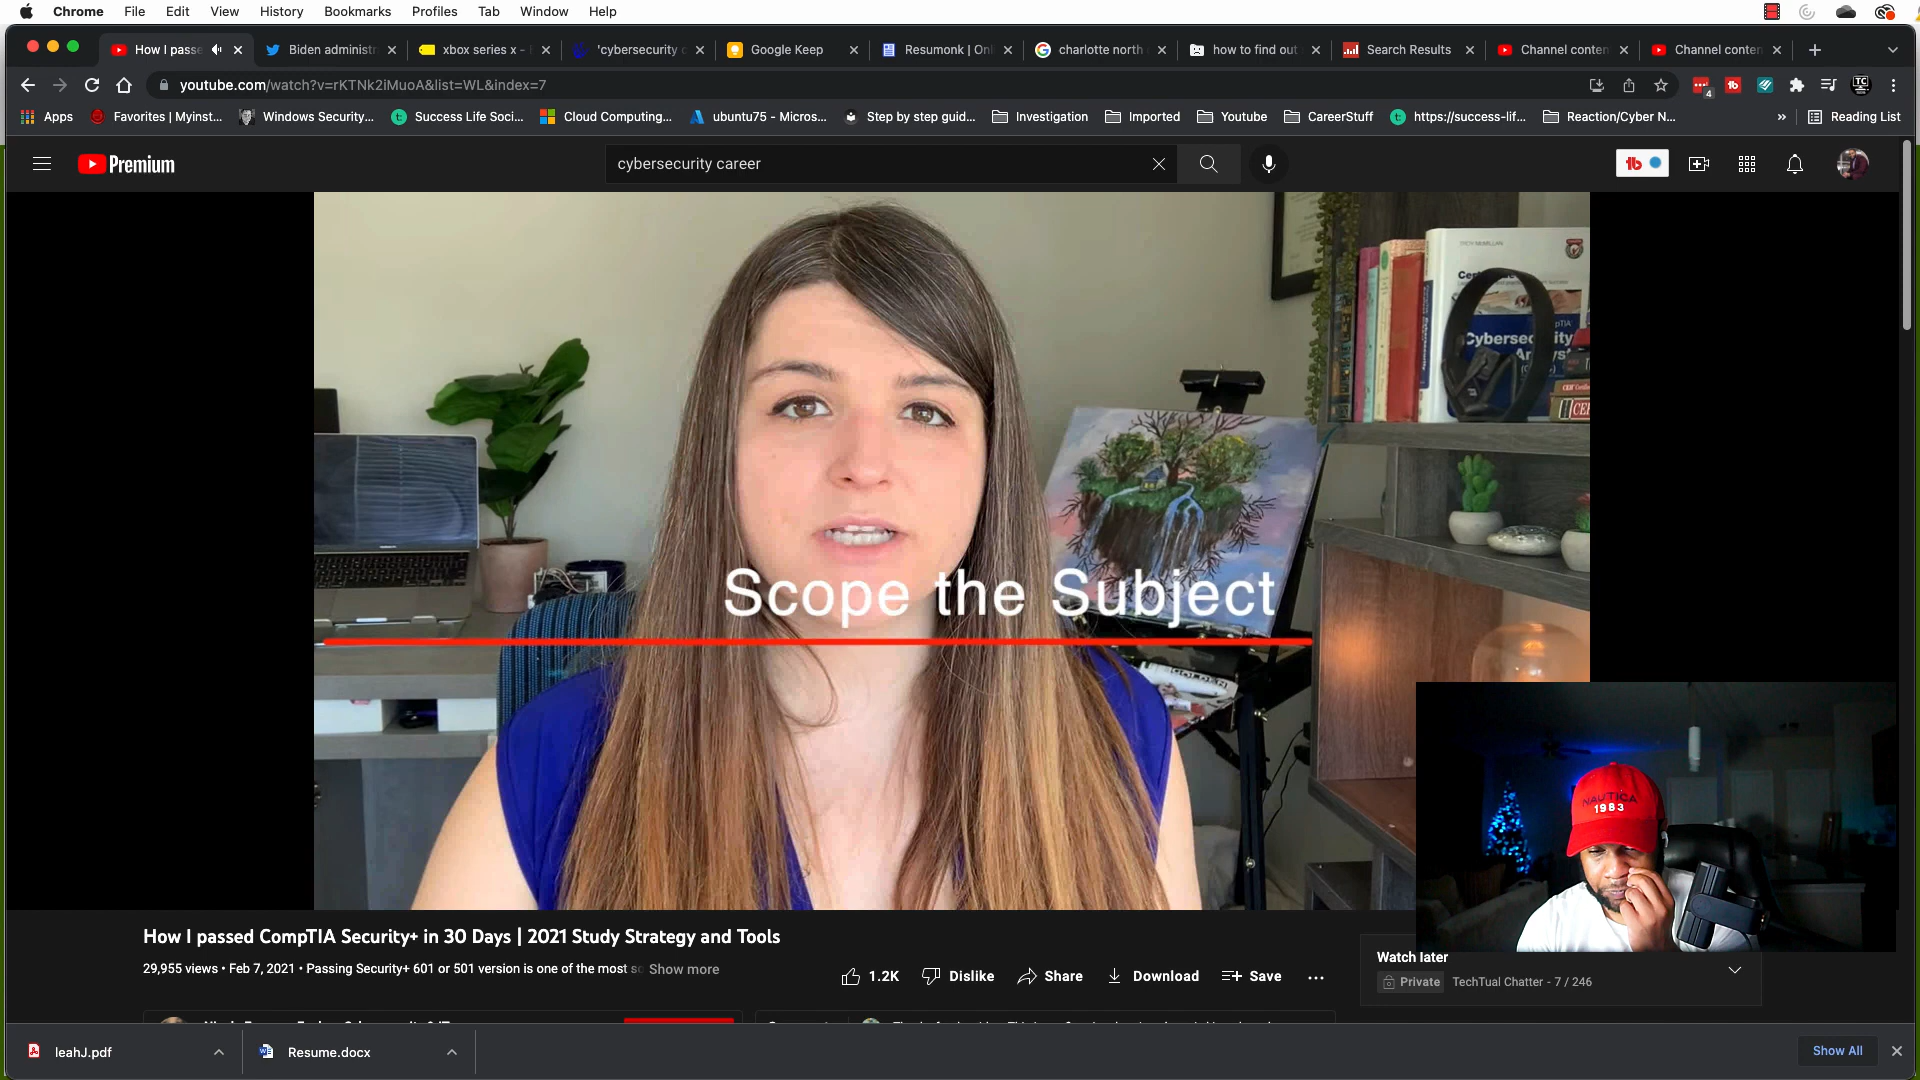 Chrome File Edit View History Bookmarks Profiles Tab Window Help
How I passe
Biden administ
xbox series x -
'cybersecurity c
Google Keep
Resumonk | Onl
charlotte north
how to find out
Search Results
Channel conten
Channel conten
youtube.com/watch?v=rKTNk2iMuoA&list=WL&index=7
4
Apps
Favorites | Myinst...
Windows Security...
Success Life Soci...
Cloud Computing...
ubuntu75 - Micros...
Step by step guid...
Investigation
Imported
Youtube
CareerStuff
https://success-lif...
Reaction/Cyber N...
»
Reading List
Premium
cybersecurity career
Cybersecurity
Scope the Subject
NAUTICA
1983
How I passed CompTIA Security+ in 30 Days | 2021 Study Strategy and Tools
29,955 views • Feb 7, 2021 • Passing Security+ 601 or 501 version is one of the most
Show more
1.2K
Dislike
Share
Download
Save
Watch later
Private
TechTual Chatter - 7 / 246
leahJ.pdf
Resume.docx
Show All